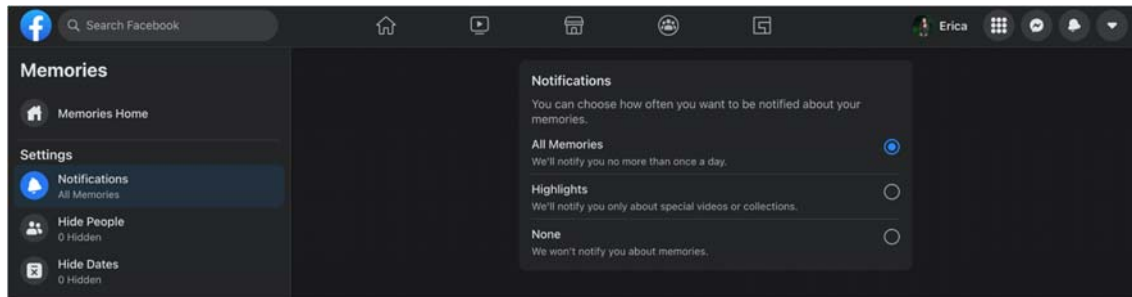 Search Facebook
Erica
Memories
Memories Home
Settings
Notifications
All Memories
Hide People
0 Hidden
Hide Dates
0 Hidden
Notifications
You can choose how often you want to be notified about your
memories.
All Memories
We'll notify you no more than once a day.
Highlights
We'll notify you only about special videos or collections.
None
We won't notify you about memories.